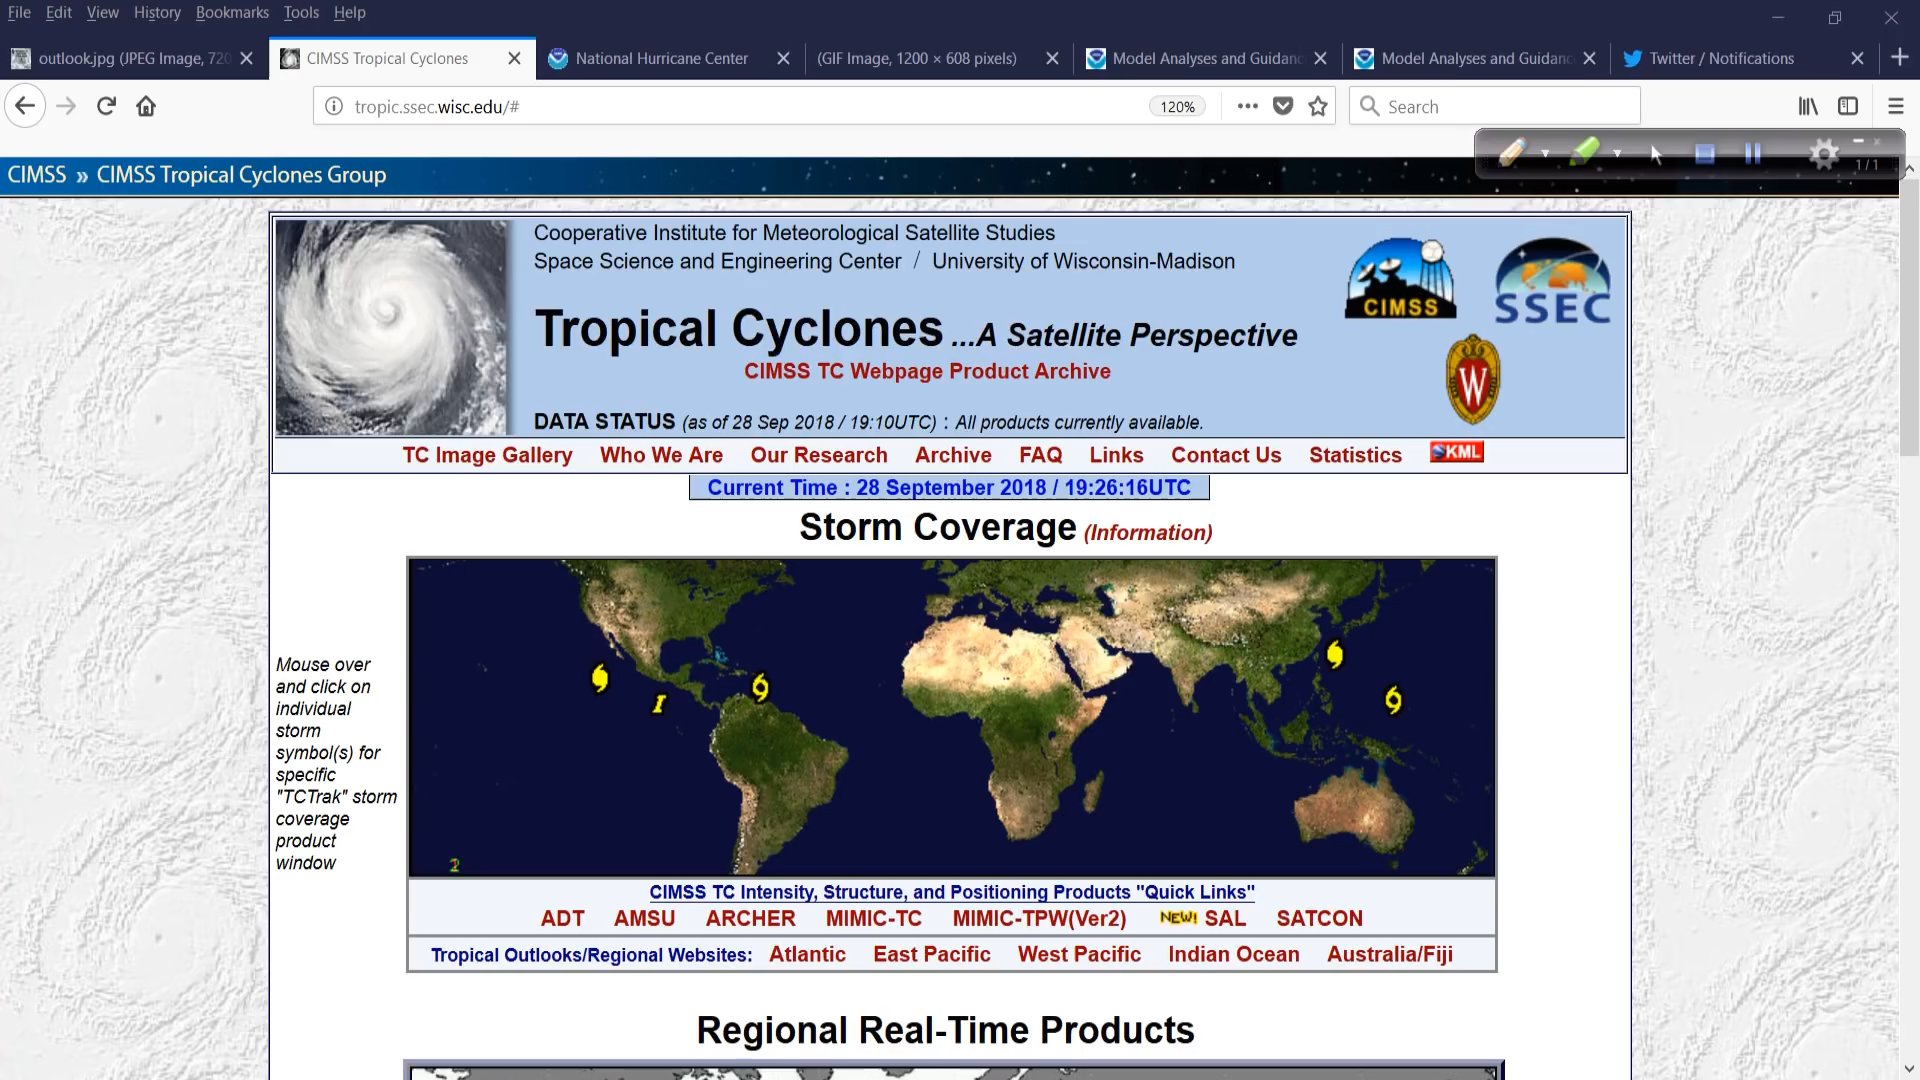 File Edit View History Bookmarks Tools Help
outlook.jpg (JPEG Image, 720
CIMSS Tropical Cyclones
National Hurricane Center
(GIF Image, 1200 × 608 pixels)
Model Analyses and Guidanc
Model Analyses and Guidanc
Twitter / Notifications
tropic.ssec.wisc.edu/#
120%
Search
1/1
CIMSS » CIMSS Tropical Cyclones Group
Cooperative Institute for Meteorological Satellite Studies
Space Science and Engineering Center / University of Wisconsin-Madison
CIMSS
SSEC
Tropical Cyclones ...A Satellite Perspective
CIMSS TC Webpage Product Archive
W
DATA STATUS (as of 28 Sep 2018 / 19:10UTC) : All products currently available.
TC Image Gallery Who We Are Our Research Archive FAQ Links Contact Us Statistics KML
Current Time : 28 September 2018 / 19:26:16UTC
Storm Coverage (Information)
Mouse over
and click on
individual
storm
symbol(s) for
specific
"TCTrak" storm
coverage
product
window
I
2
CIMSS TC Intensity, Structure, and Positioning Products "Quick Links"
ADT AMSU ARCHER MIMIC-TC MIMIC-TPW(Ver2) NEW! SAL SATCON
Tropical Outlooks/Regional Websites: Atlantic East Pacific West Pacific Indian Ocean Australia/Fiji
Regional Real-Time Products